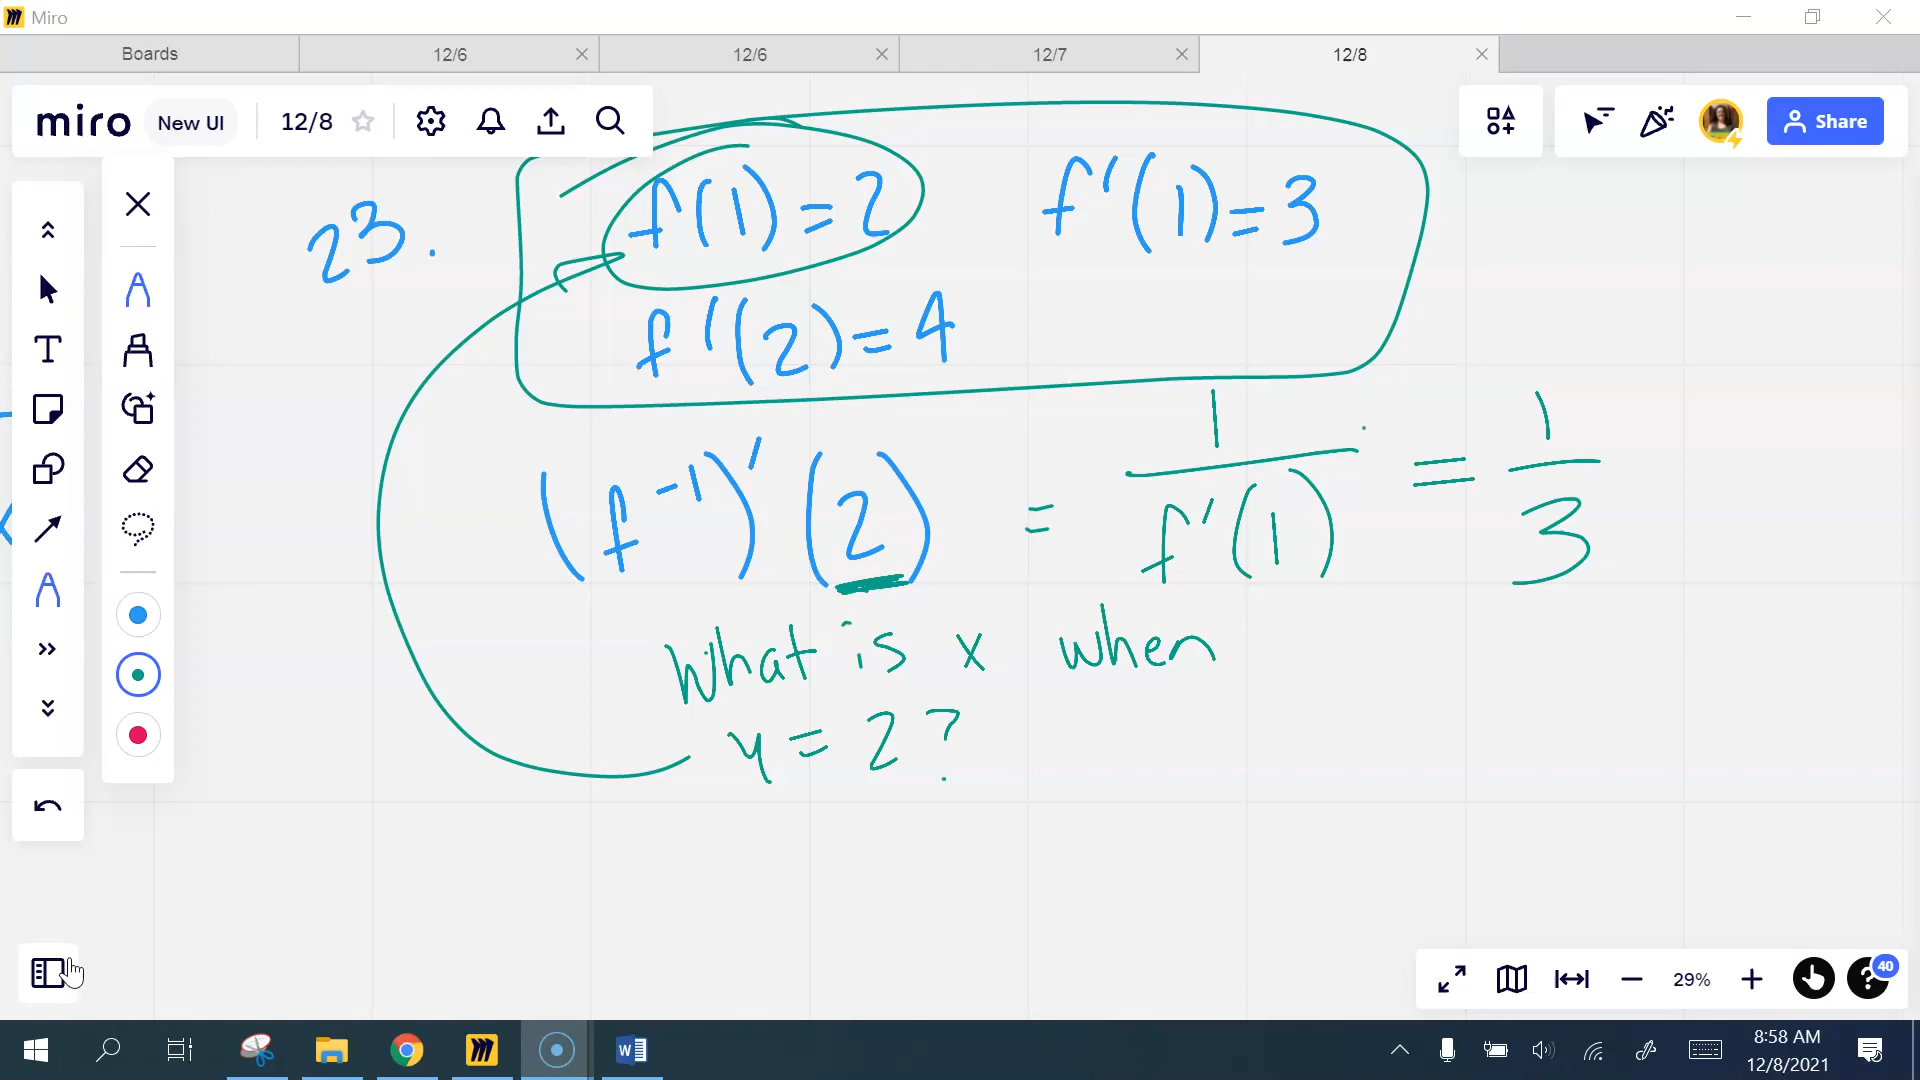 Miro
Boards
12/6
12/6
12/7
12/8
miro
New UI
12/8
Share
23.
f(1)=2
f'(1)=3
f'(2)=4
(f⁻¹)'(2) = 1/f'(1) = 1/3
What is x when
y = 2?
29%
40
8:58 AM
12/8/2021